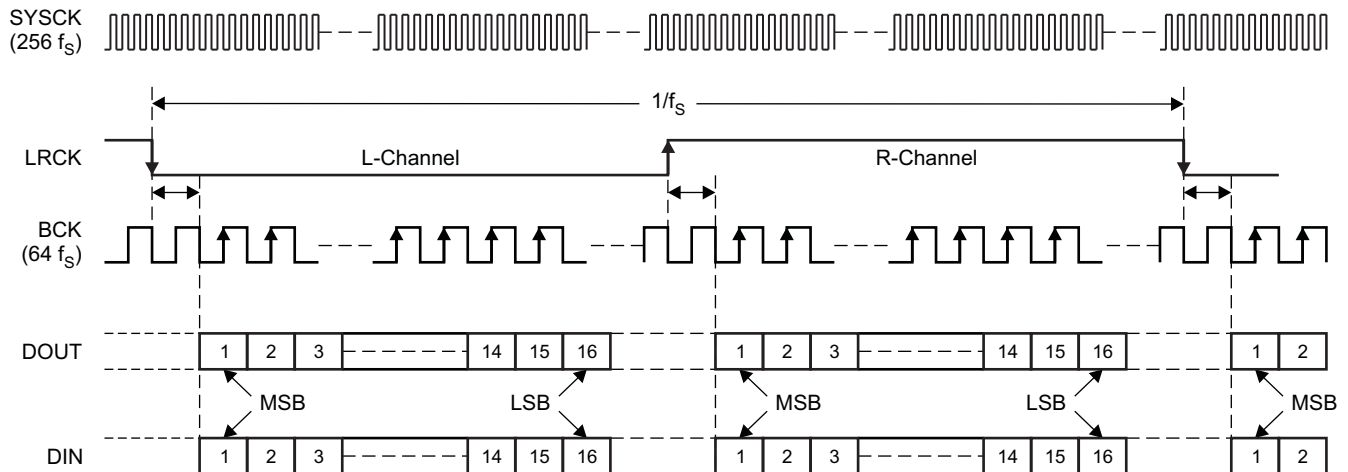 SYSCK
(256 fS)
1/fS
LRCK
L-Channel
R-Channel
BCK
(64 fS)
DOUT
1 2 3 14 15 16 1 2 3 14 15 16 1 2
MSB LSB MSB LSB MSB
DIN
1 2 3 14 15 16 1 2 3 14 15 16 1 2